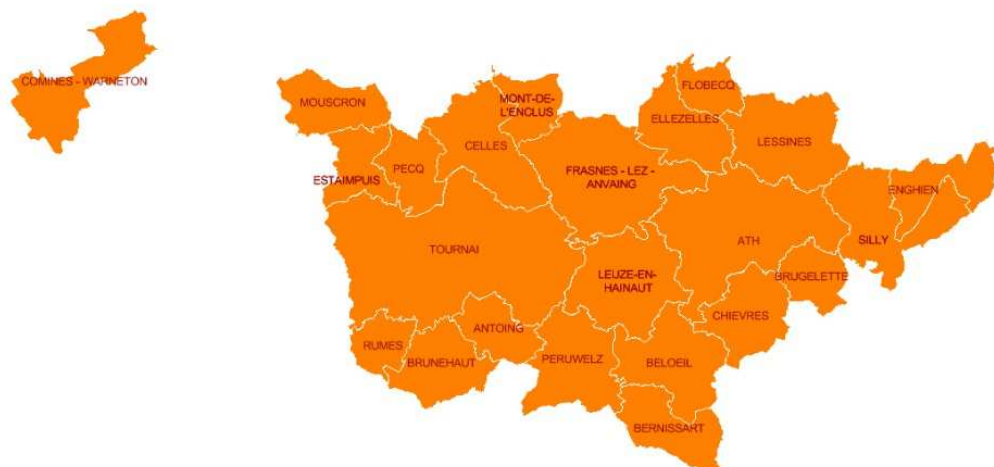 COMINES - WARNETON
MOUSCRON
MONT-DE-
L'ENCLUS
FLOBECQ
ELLEZELLES
LESSINES
CELLES
PECQ
ESTAIMPUIS
FRASNES - LEZ -
ANVAING
ENGHIEN
SILLY
ATH
TOURNAI
LEUZE-EN-
HAINAUT
BRUGELETTE
CHIEVRES
ANTOING
RUMES
BRUNEHAUT
PERUWELZ
BELOEIL
BERNISSART